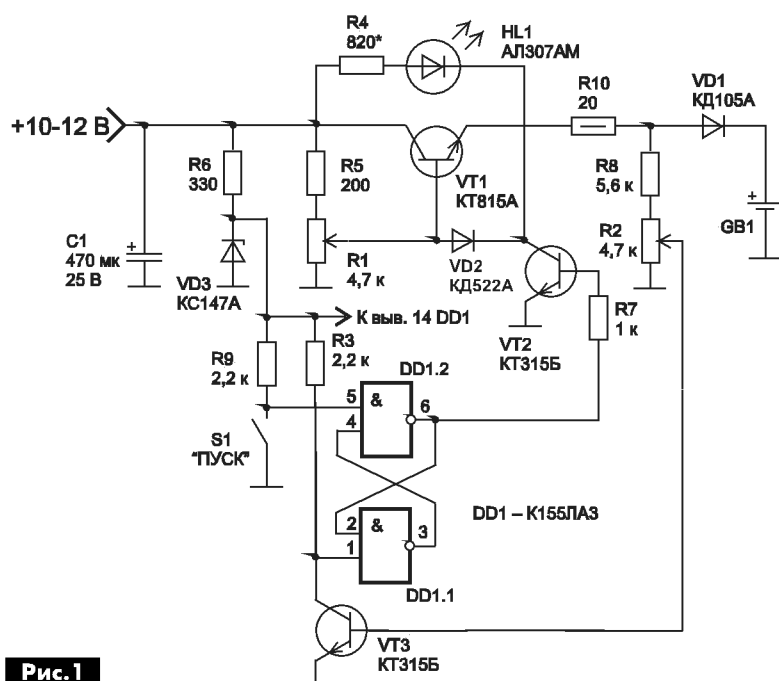 R4
820*
HL1
АЛ307АМ
+10-12 В
R10
20
VD1
КД105А
R6
330
R5
200
VT1
КТ815А
R8
5,6 к
+
C1
470 мк
25 В
VD3
КС147А
R1
4,7 к
VD2
КД522А
R2
4,7 к
+
GB1
К выв. 14 DD1
VT2
КТ315Б
R7
1 к
R9
2,2 к
R3
2,2 к
DD1.2
5
&
6
4
S1
"ПУСК"
2
&
3
1
DD1 – К155ЛА3
DD1.1
VT3
КТ315Б
Рис.1